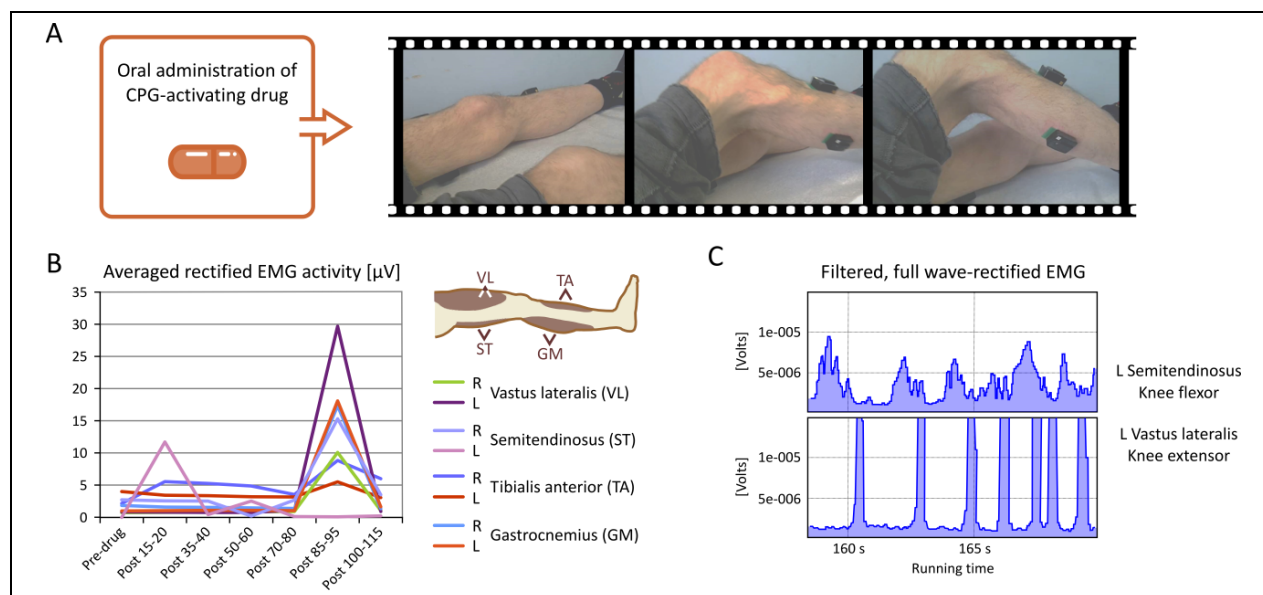 A
Oral administration of
CPG-activating drug
B
Averaged rectified EMG activity [µV]
35
30
25
20
15
10
5
0
Pre-drug
Post 15-20
Post 35-40
Post 50-60
Post 70-80
Post 85-95
Post 100-115
VL
TA
ST
GM
R
Vastus lateralis (VL)
L
R
Semitendinosus (ST)
L
R
Tibialis anterior (TA)
L
R
Gastrocnemius (GM)
L
C
Filtered, full wave-rectified EMG
[Volts]
1e-005
5e-006
L Semitendinosus
Knee flexor
[Volts]
1e-005
5e-006
L Vastus lateralis
Knee extensor
160 s
165 s
Running time